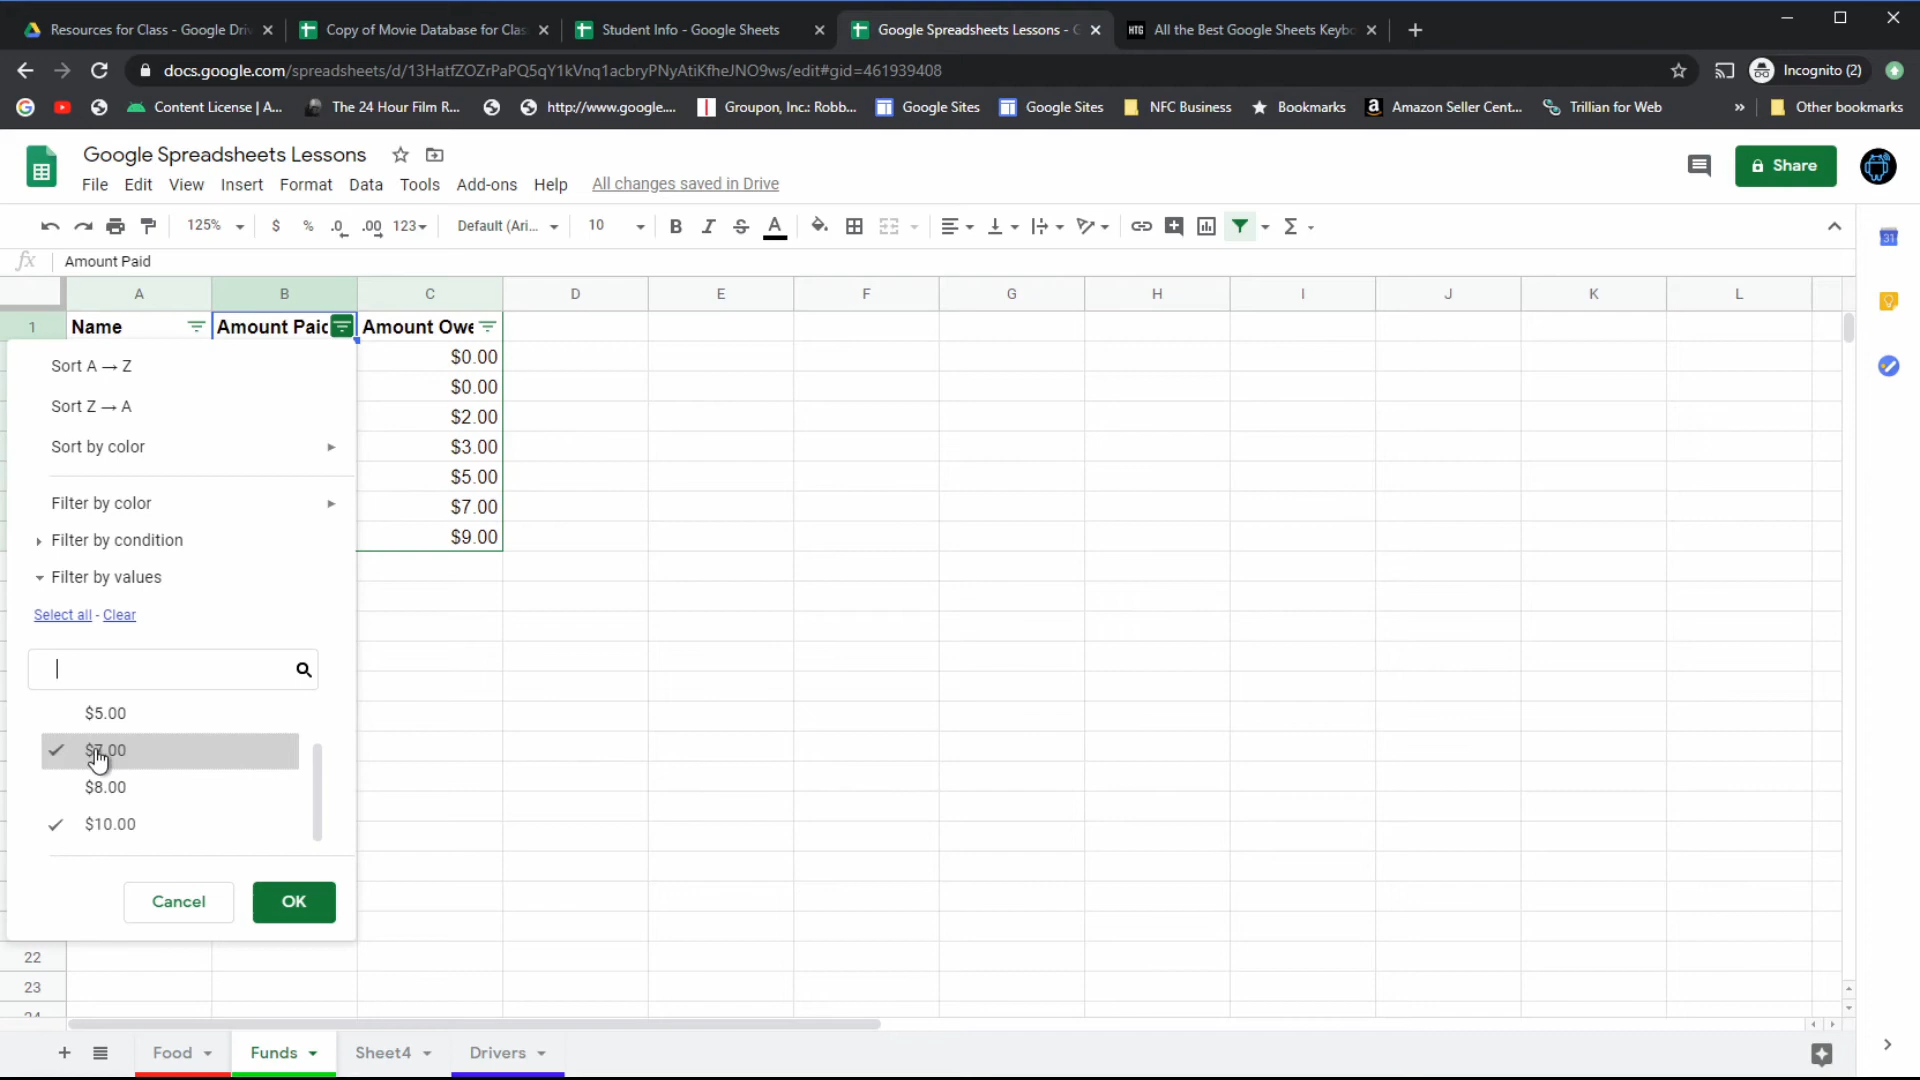 Resources for Class - Google Driv
Copy of Movie Database for Clas
Student Info - Google Sheets
Google Spreadsheets Lessons - G
HTG All the Best Google Sheets Keybo
docs.google.com/spreadsheets/d/13HatfZOZrPaPQ5qY1kVnq1acbryPNyAtiKfheJNO9ws/edit#gid=461939408
Incognito (2)
Content License | A...
The 24 Hour Film R...
http://www.google....
Groupon, Inc.: Robb...
Google Sites
Google Sites
NFC Business
Bookmarks
Amazon Seller Cent...
Trillian for Web
»
Other bookmarks
Google Spreadsheets Lessons
File Edit View Insert Format Data Tools Add-ons Help All changes saved in Drive
Share
125% $ % .0 .00 123 Default (Ari... 10 B I S A Σ
31
fx Amount Paid
A B C D E F G H I J K L
1 Name Amount Paid Amount Owe
$0.00
$0.00
$2.00
$3.00
$5.00
$7.00
$9.00
Sort A → Z
Sort Z → A
Sort by color
Filter by color
Filter by condition
Filter by values
Select all - Clear
$5.00
$7.00
$8.00
$10.00
Cancel OK
22
23
24
Food Funds Sheet4 Drivers